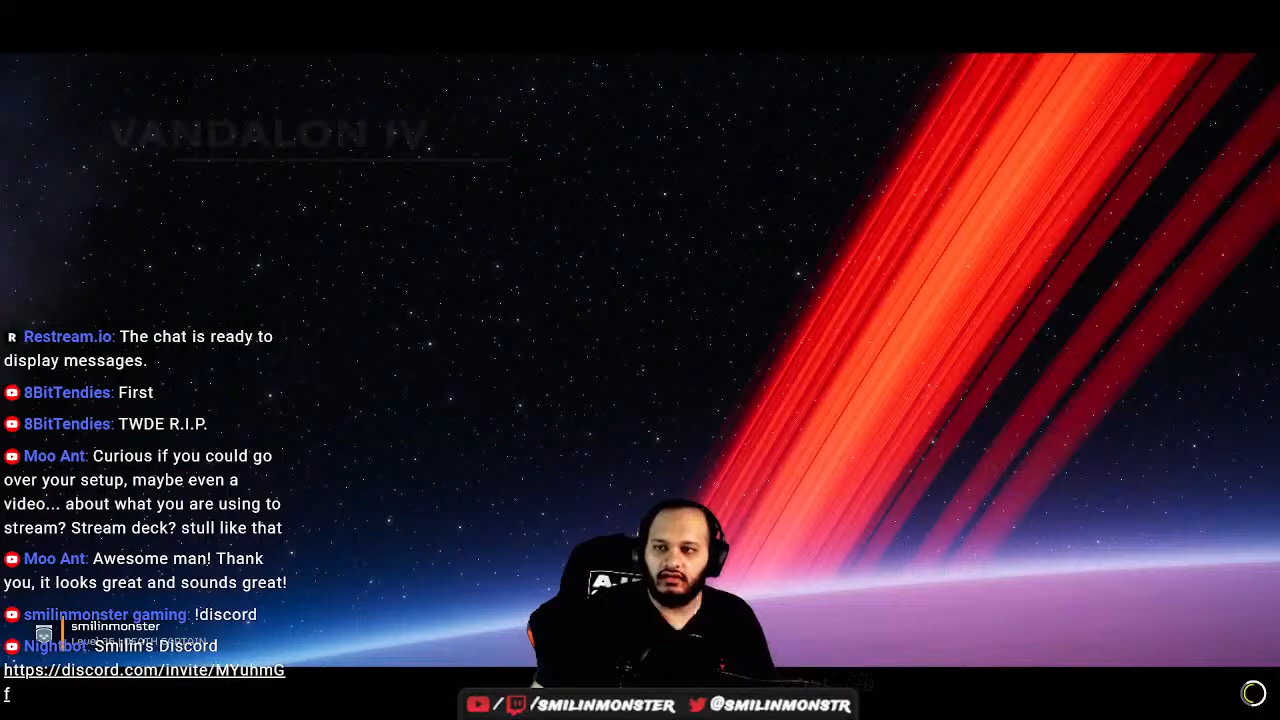 VANDALON IV
R Restream.io: The chat is ready to
display messages.
8BitTendies: First
8BitTendies: TWDE R.I.P.
Moo Ant: Curious if you could go
over your setup, maybe even a
video... about what you are using to
stream? Stream deck? stull like that
Moo Ant: Awesome man! Thank
you, it looks great and sounds great!
smilinmonster gaming: !discord
smilinmonster
Nightbot: Smilin's Discord
https://discord.com/invite/MYuhmG
f
/ /SMILINMONSTER @SMILINMONSTR